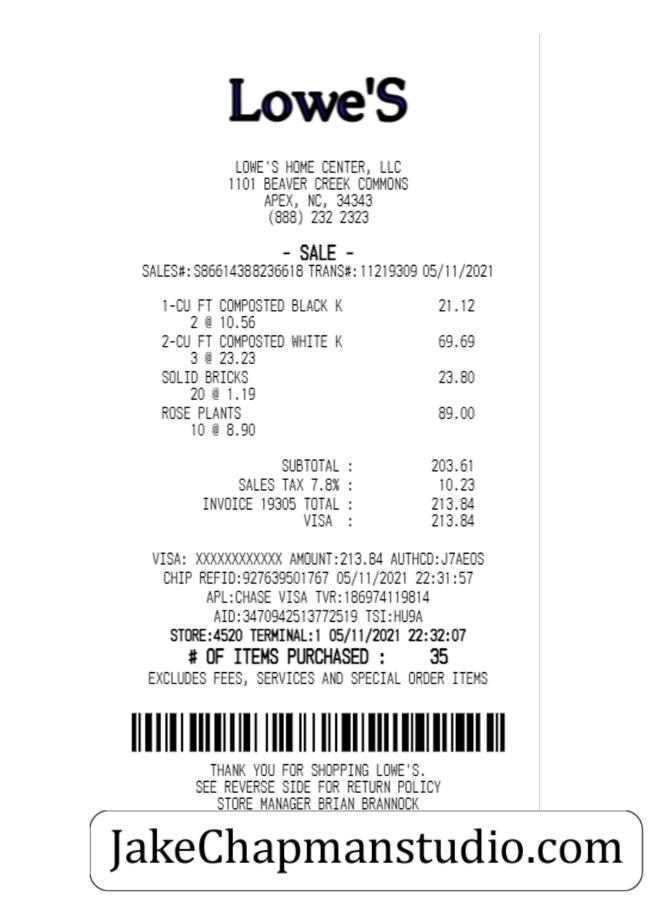 Lowe'S
LOWE'S HOME CENTER, LLC
1101 BEAVER CREEK COMMONS
APEX, NC, 34343
(888) 232 2323
- SALE -
SALES#:S86614388236618 TRANS#:11219309 05/11/2021
1-CU FT COMPOSTED BLACK K 21.12
2 @ 10.56
2-CU FT COMPOSTED WHITE K 69.69
3 @ 23.23
SOLID BRICKS 23.80
20 @ 1.19
ROSE PLANTS 89.00
10 @ 8.90
SUBTOTAL : 203.61
SALES TAX 7.8% : 10.23
INVOICE 19305 TOTAL : 213.84
VISA : 213.84
VISA: XXXXXXXXXXXX AMOUNT:213.84 AUTHCD:J7AEOS
CHIP REFID:927639501767 05/11/2021 22:31:57
APL:CHASE VISA TVR:186974119814
AID:3470942513772519 TSI:HU9A
STORE:4520 TERMINAL:1 05/11/2021 22:32:07
# OF ITEMS PURCHASED : 35
EXCLUDES FEES, SERVICES AND SPECIAL ORDER ITEMS
THANK YOU FOR SHOPPING LOWE'S.
SEE REVERSE SIDE FOR RETURN POLICY
STORE MANAGER BRIAN BRANNOCK
JakeChapmanstudio.com